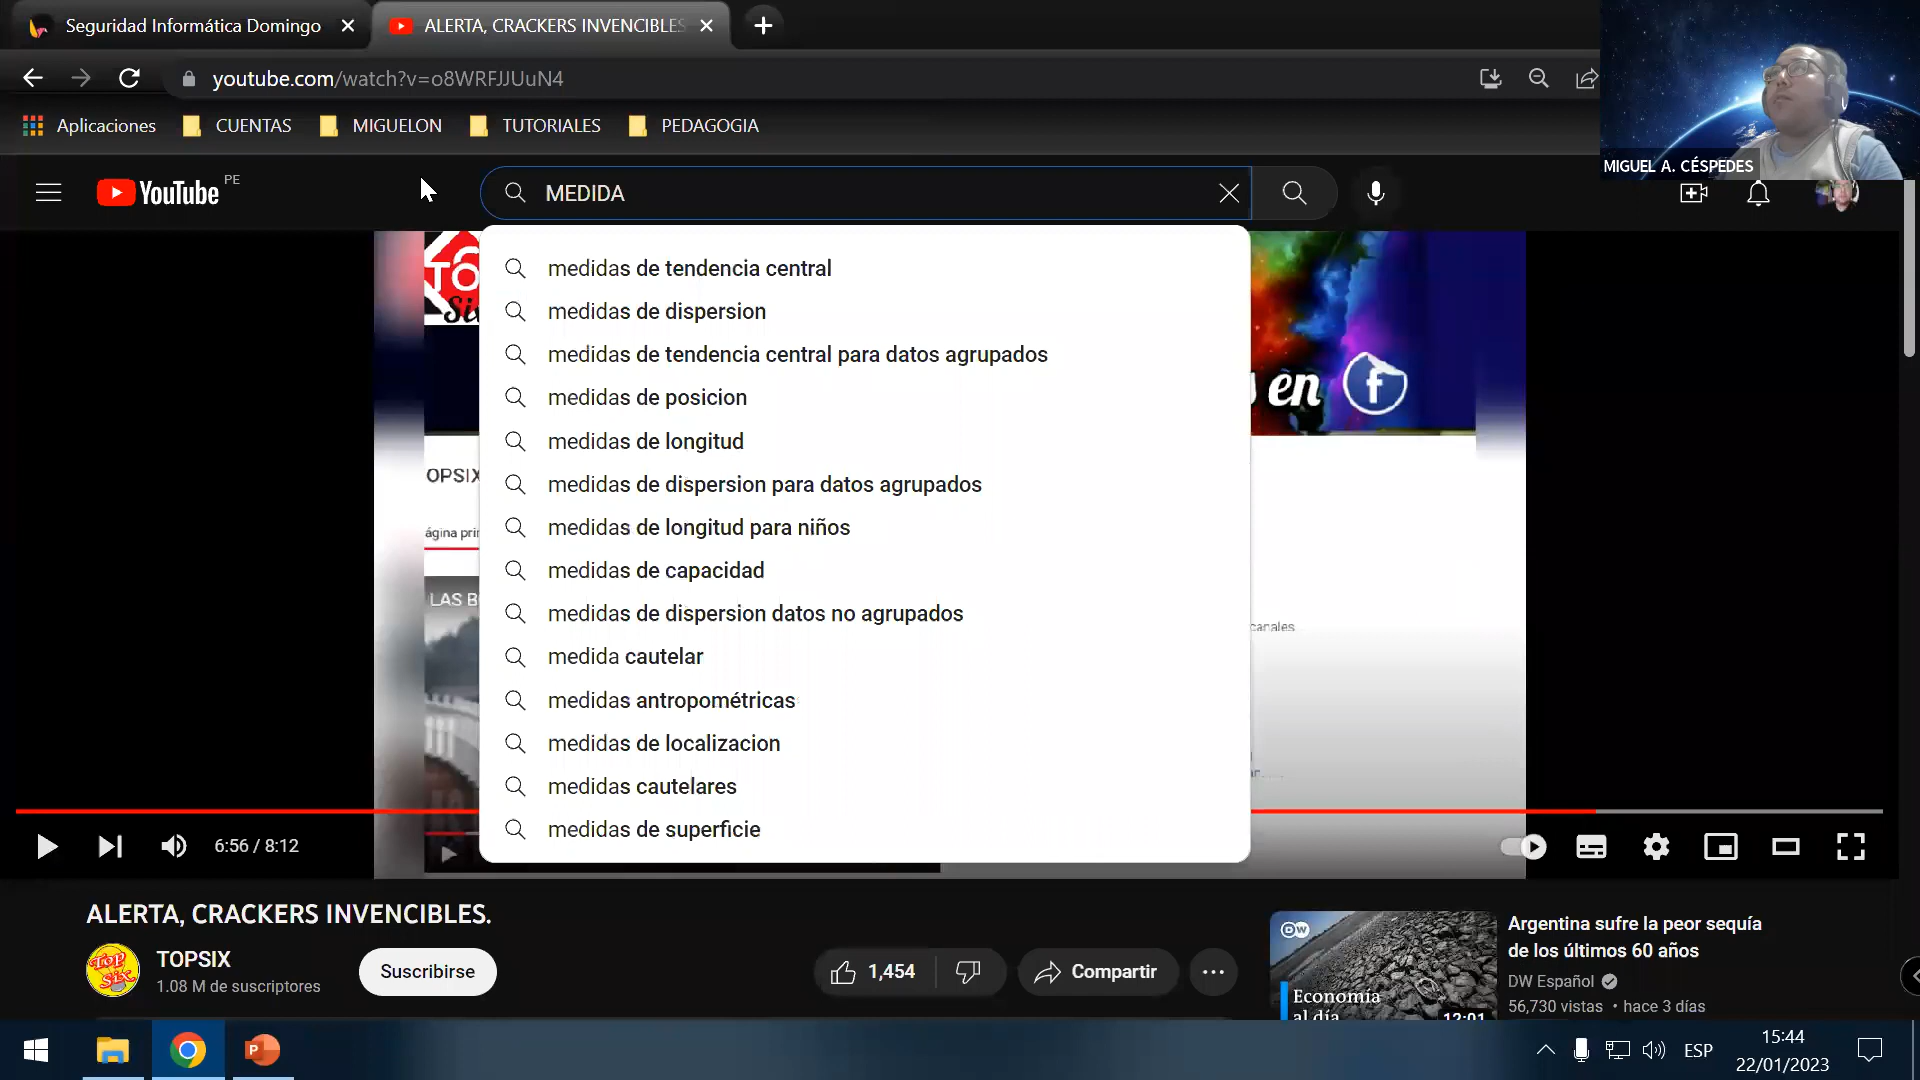 Seguridad Informática Domingo
ALERTA, CRACKERS INVENCIBLES
youtube.com/watch?v=o8WRFJJUuN4
Aplicaciones
CUENTAS
MIGUELON
TUTORIALES
PEDAGOGIA
MIGUEL A. CÉSPEDES
YouTube PE
MEDIDA
medidas de tendencia central
medidas de dispersion
medidas de tendencia central para datos agrupados
medidas de posicion
medidas de longitud
medidas de dispersion para datos agrupados
medidas de longitud para niños
medidas de capacidad
medidas de dispersion datos no agrupados
medida cautelar
medidas antropométricas
medidas de localizacion
medidas cautelares
medidas de superficie
en f
OPSIX
ágina
LAS
canales
6:56 / 8:12
ALERTA, CRACKERS INVENCIBLES.
TOP SIX
TOPSIX
1.08 M de suscriptores
Suscribirse
1,454
Compartir
DW
Economía
al día
12:01
Argentina sufre la peor sequía
de los últimos 60 años
DW Español
56,730 vistas • hace 3 días
P
ESP
15:44
22/01/2023